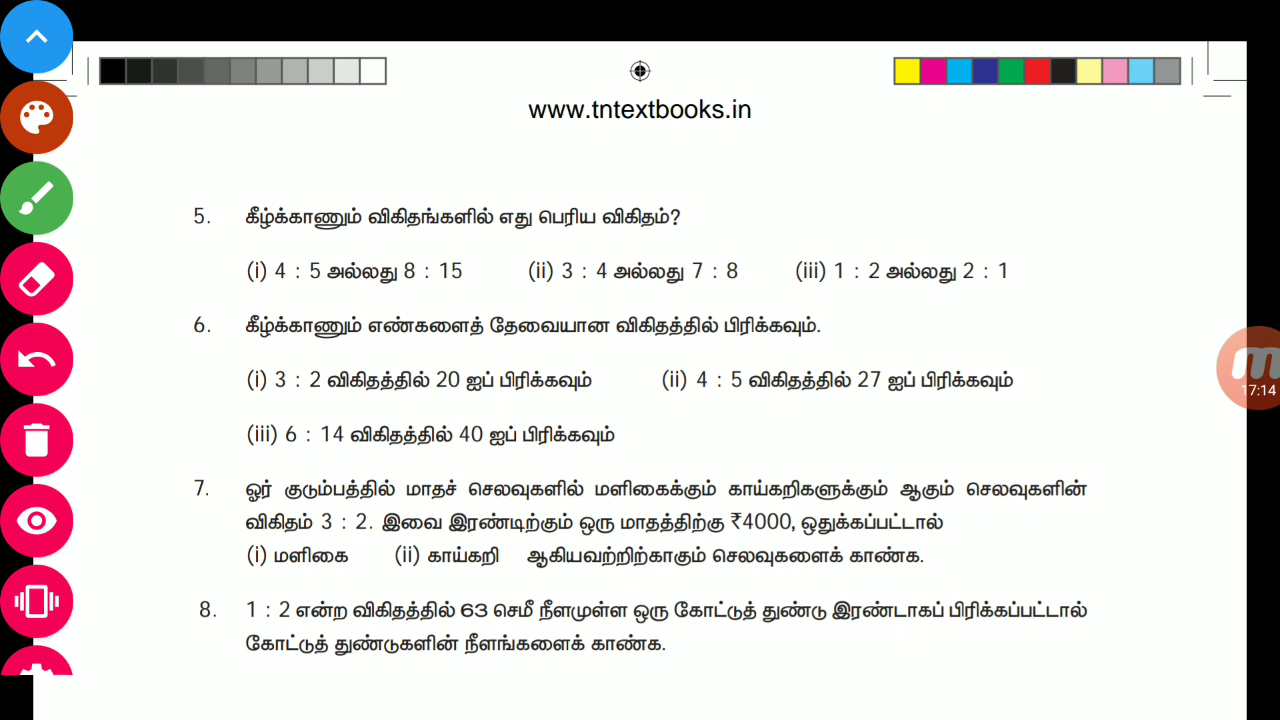 www.tntextbooks.in
5. கீழ்க்காணும் விகிதங்களில் எது பெரிய விகிதம்?
(i) 4 : 5 அல்லது 8 : 15 (ii) 3 : 4 அல்லது 7 : 8 (iii) 1 : 2 அல்லது 2 : 1
6. கீழ்க்காணும் எண்களைத் தேவையான விகிதத்தில் பிரிக்கவும்.
(i) 3 : 2 விகிதத்தில் 20 ஐப் பிரிக்கவும் (ii) 4 : 5 விகிதத்தில் 27 ஐப் பிரிக்கவும்
(iii) 6 : 14 விகிதத்தில் 40 ஐப் பிரிக்கவும்
17:14
7. ஓர் குடும்பத்தில் மாதச் செலவுகளில் மளிகைக்கும் காய்கறிகளுக்கும் ஆகும் செலவுகளின்
விகிதம் 3 : 2. இவை இரண்டிற்கும் ஒரு மாதத்திற்கு ₹4000, ஒதுக்கப்பட்டால்
(i) மளிகை (ii) காய்கறி ஆகியவற்றிற்காகும் செலவுகளைக் காண்க.
8. 1 : 2 என்ற விகிதத்தில் 63 செமீ நீளமுள்ள ஒரு கோட்டுத் துண்டு இரண்டாகப் பிரிக்கப்பட்டால்
கோட்டுத் துண்டுகளின் நீளங்களைக் காண்க.